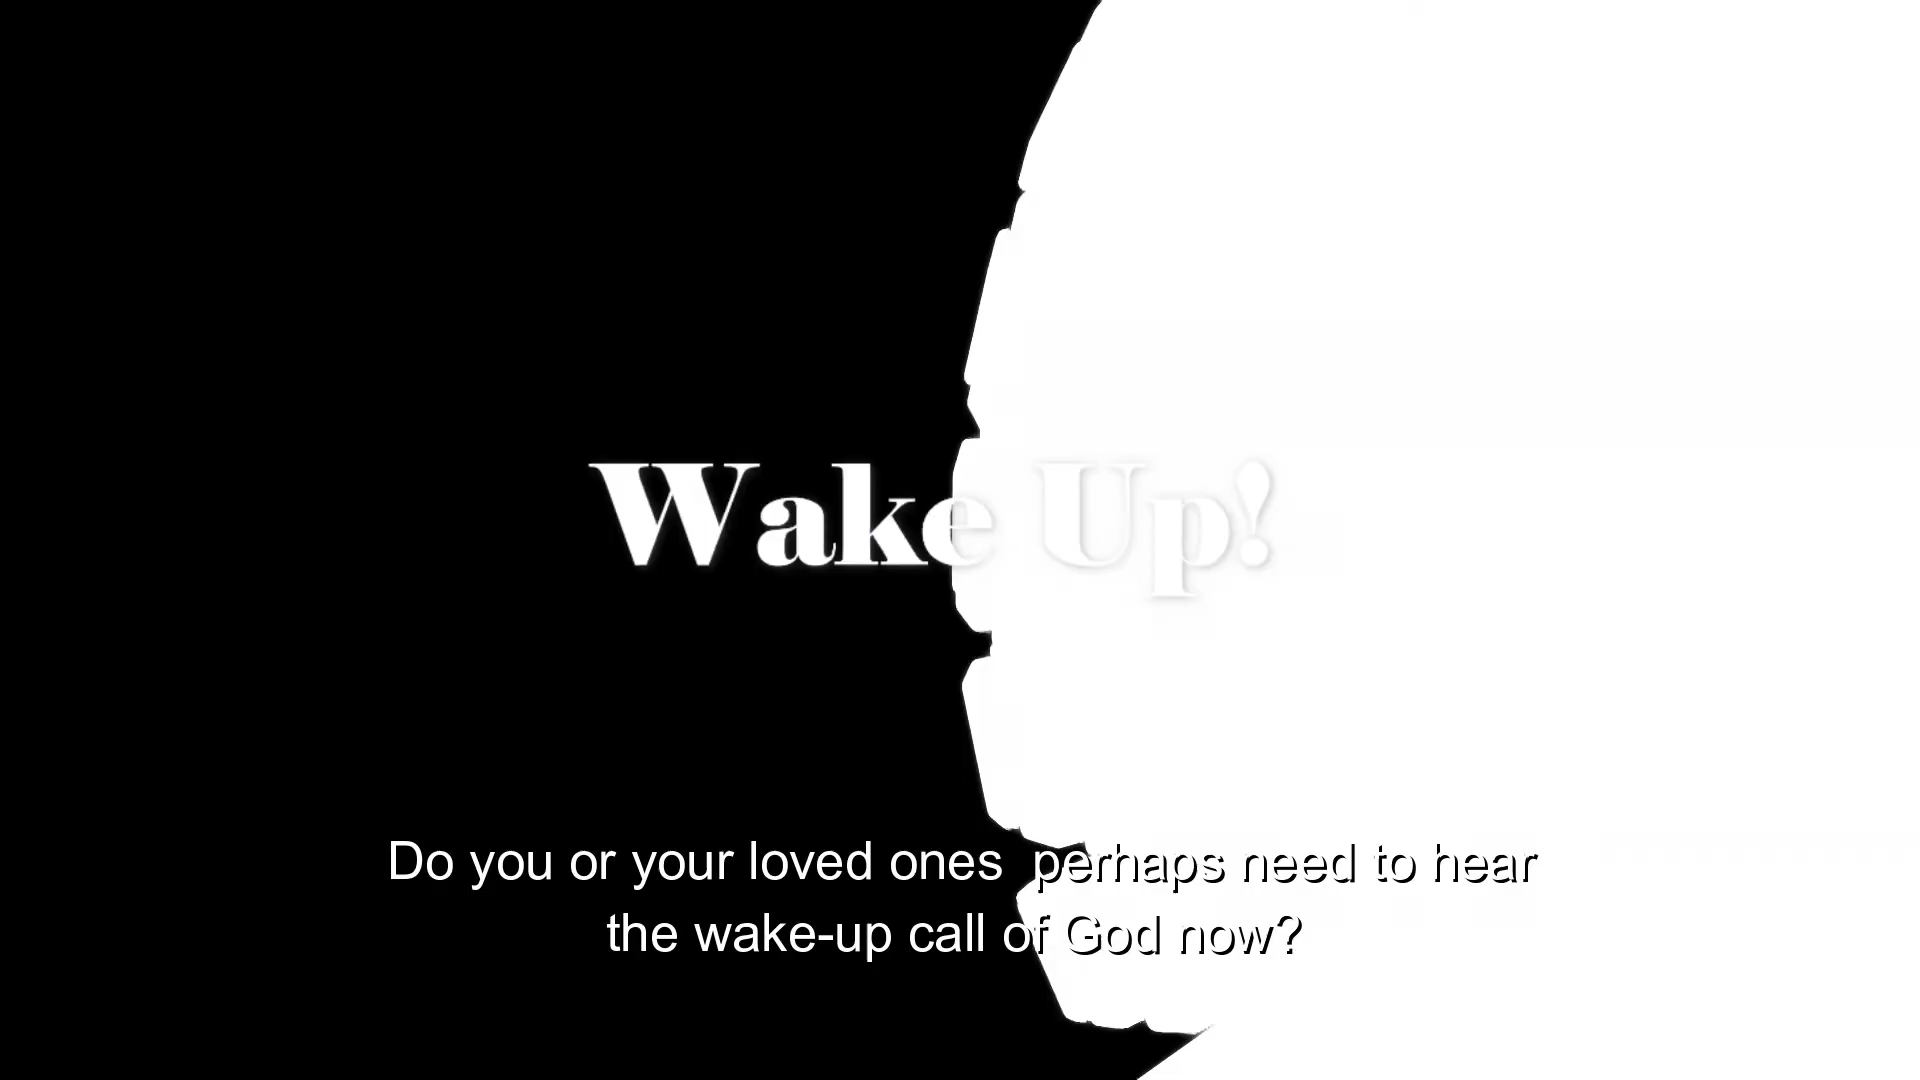 Wake Up!
Do you or your loved ones  perhaps need to hear
the wake-up call of God now?